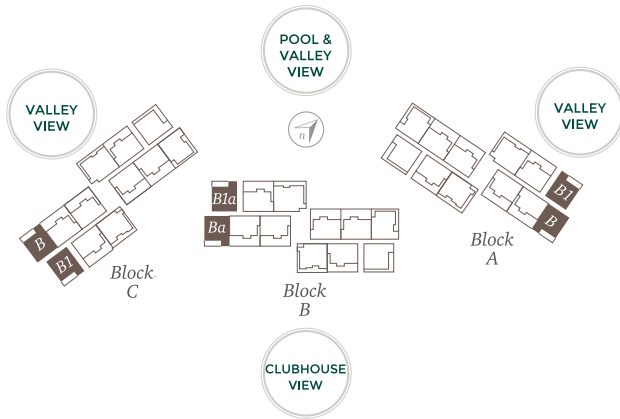 POOL &
VALLEY
VIEW
VALLEY
VIEW
VALLEY
VIEW
n
B1a
Ba
B
B1
B1
B
Block
A
Block
C
Block
B
CLUBHOUSE
VIEW